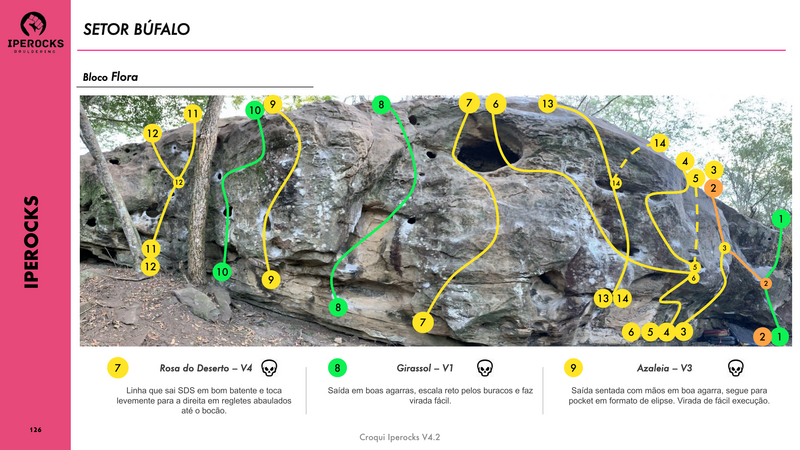 IPEROCKS
BOULDERING
SETOR BÚFALO
Bloco Flora
IPEROCKS
11
12
12
11
12
10
10
9
9
8
8
7
7
6
13
14
14
13 14
4
5
3
2
3
5
6
1
2
6 5 4 3
2 1
7 Rosa do Deserto – V4
Linha que sai SDS em bom batente e toca
levemente para a direita em regletes abaulados
até o bocão.
8 Girassol – V1
Saída em boas agarras, escala reto pelos buracos e faz
virada fácil.
9 Azaleia – V3
Saída sentada com mãos em boa agarra, segue para
pocket em formato de elipse. Virada de fácil execução.
126
Croqui Iperocks V4.2